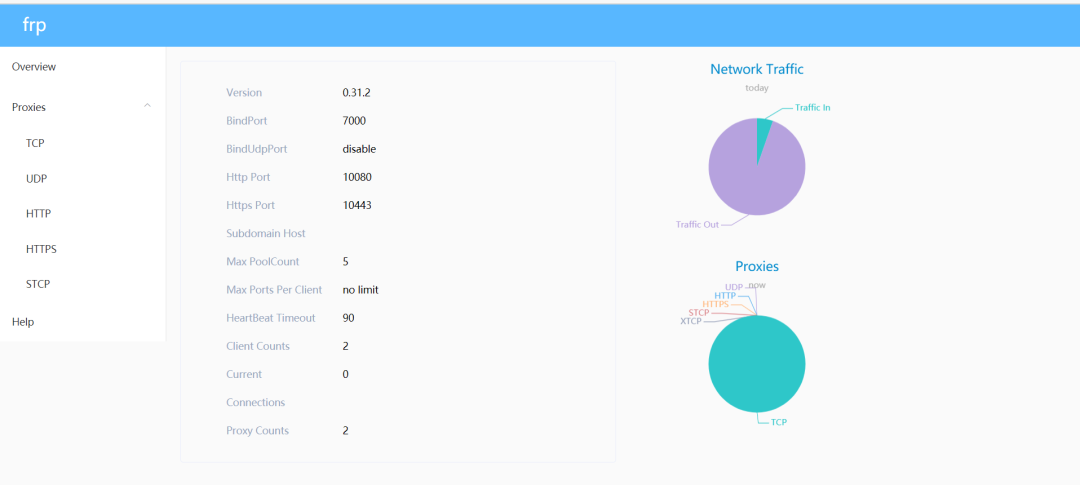 frp
Overview
Proxies
TCP
UDP
HTTP
HTTPS
STCP
Help
Version 0.31.2
BindPort 7000
BindUdpPort disable
Http Port 10080
Https Port 10443
Subdomain Host
Max PoolCount 5
Max Ports Per Client no limit
HeartBeat Timeout 90
Client Counts 2
Current 0
Connections
Proxy Counts 2
Network Traffic
today
Traffic In
Traffic Out
Proxies
now
UDP
HTTP
HTTPS
STCP
XTCP
TCP